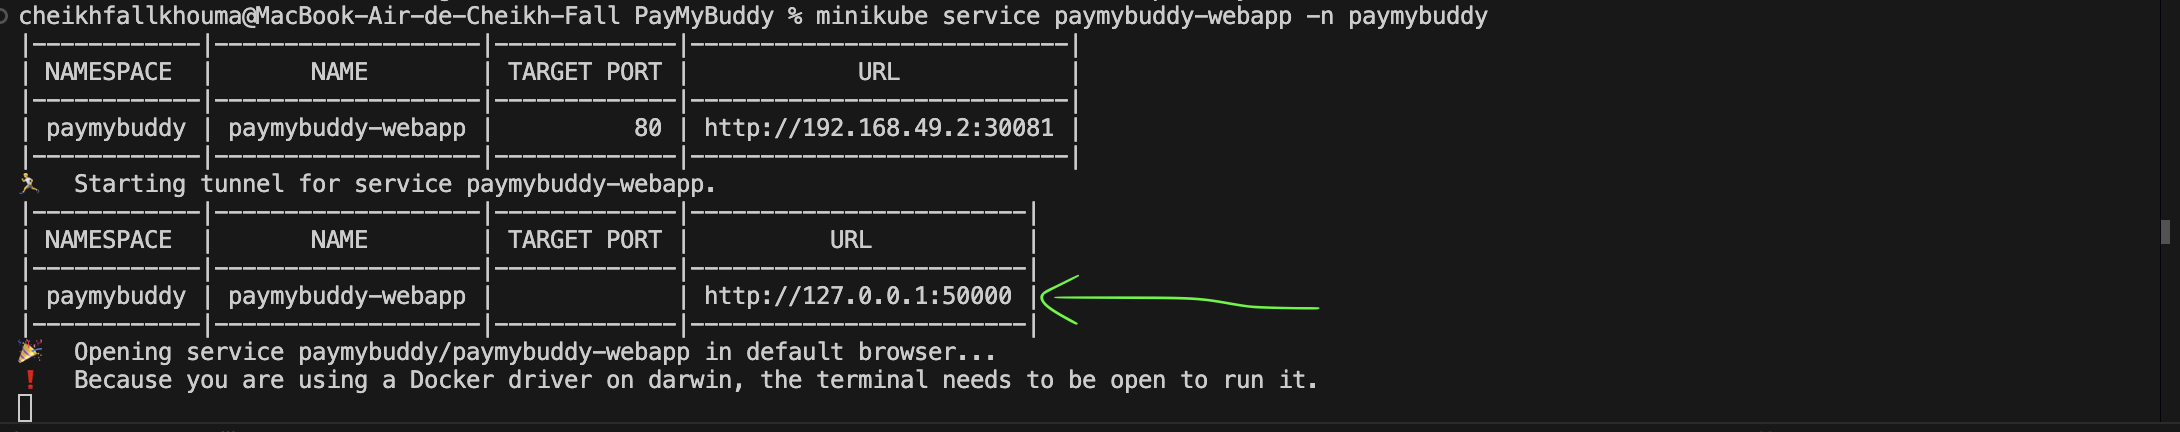 cheikhfallkhouma@MacBook-Air-de-Cheikh-Fall PayMyBuddy % minikube service paymybuddy-webapp -n paymybuddy
|------------|-------------------|-------------|---------------------------|
| NAMESPACE  |       NAME        | TARGET PORT |            URL            |
|------------|-------------------|-------------|---------------------------|
| paymybuddy | paymybuddy-webapp |          80 | http://192.168.49.2:30081 |
|------------|-------------------|-------------|---------------------------|
🏃  Starting tunnel for service paymybuddy-webapp.
|------------|-------------------|-------------|------------------------|
| NAMESPACE  |       NAME        | TARGET PORT |          URL           |
|------------|-------------------|-------------|------------------------|
| paymybuddy | paymybuddy-webapp |             | http://127.0.0.1:50000 |
|------------|-------------------|-------------|------------------------|
🎉  Opening service paymybuddy/paymybuddy-webapp in default browser...
❗  Because you are using a Docker driver on darwin, the terminal needs to be open to run it.